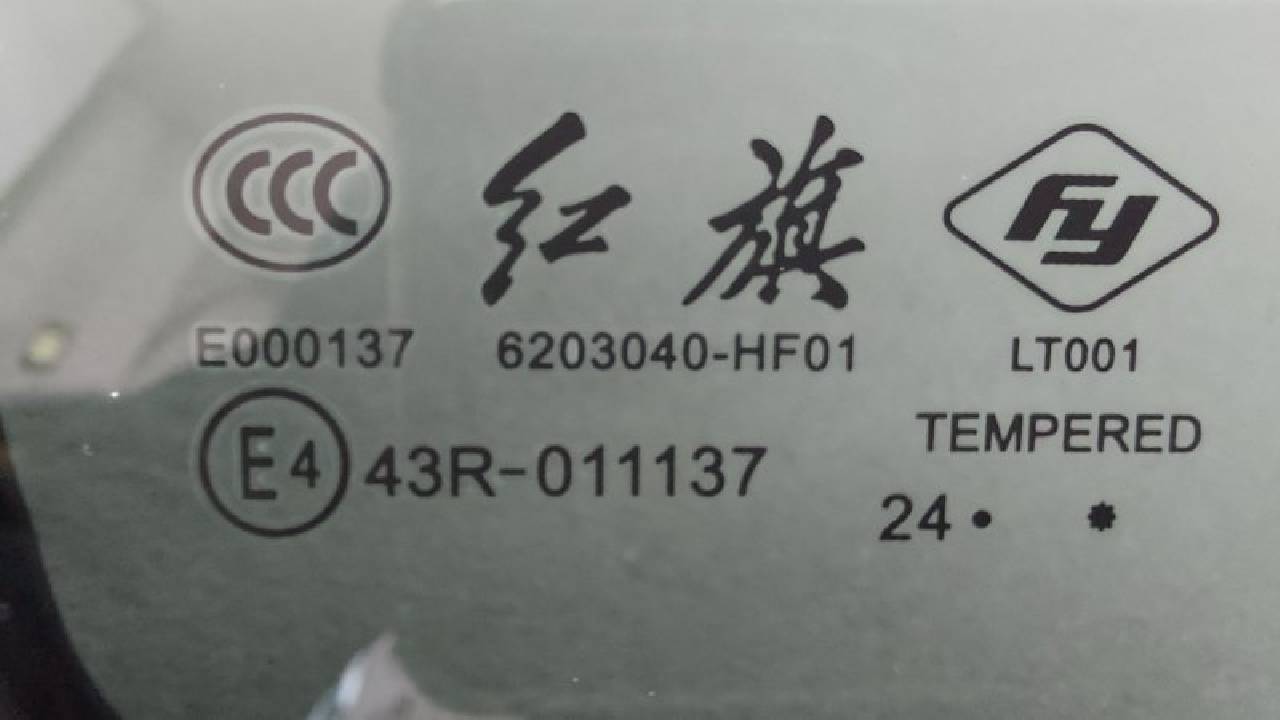 CCC 红旗 fy
E000137 6203040-HF01 LT001
E4 43R-011137
TEMPERED
24